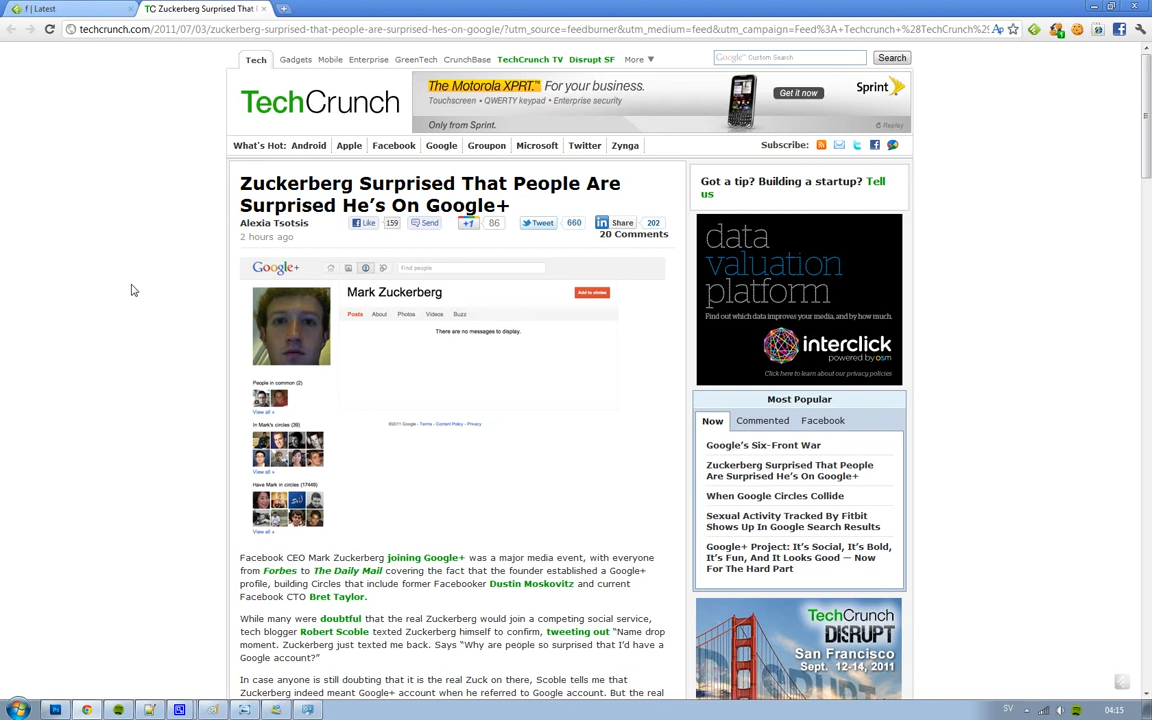 f | Latest
TC Zuckerberg Surprised That
techcrunch.com/2011/07/03/zuckerberg-surprised-that-people-are-surprised-hes-on-google/?utm_source=feedburner&utm_medium=feed&utm_campaign=Feed%3A+Techcrunch+%28TechCrunch%29
Tech Gadgets Mobile Enterprise GreenTech CrunchBase TechCrunch TV Disrupt SF More ▼
Google™ Custom Search
Search
TechCrunch
The Motorola XPRT.™ For your business.
Touchscreen • QWERTY keypad • Enterprise security
Only from Sprint.
Get it now
Sprint
Replay
What's Hot: Android Apple Facebook Google Groupon Microsoft Twitter Zynga
Subscribe:
Zuckerberg Surprised That People Are
Surprised He's On Google+
Alexia Tsotsis
Like 159 Send +1 86 Tweet 660 in Share 202
2 hours ago
20 Comments
Google+
Find people
Mark Zuckerberg
Add to circles
Posts About Photos Videos Buzz
There are no messages to display.
People in common (2)
View all »
In Mark's circles (39)
View all »
Have Mark in circles (17449)
View all »
©2011 Google - Terms - Content Policy - Privacy
Facebook CEO Mark Zuckerberg joining Google+ was a major media event, with everyone
from Forbes to The Daily Mail covering the fact that the founder established a Google+
profile, building Circles that include former Facebooker Dustin Moskovitz and current
Facebook CTO Bret Taylor.
While many were doubtful that the real Zuckerberg would join a competing social service,
tech blogger Robert Scoble texted Zuckerberg himself to confirm, tweeting out "Name drop
moment. Zuckerberg just texted me back. Says "Why are people so surprised that I'd have a
Google account?"
In case anyone is still doubting that it is the real Zuck on there, Scoble tells me that
Zuckerberg indeed meant Google+ account when he referred to Google account. But the real
Got a tip? Building a startup? Tell
us
data
valuation
platform
Find out which data improves your media, and by how much.
interclick
powered by osm
Click here to learn about our privacy policies
Most Popular
Now Commented Facebook
Google's Six-Front War
Zuckerberg Surprised That People
Are Surprised He's On Google+
When Google Circles Collide
Sexual Activity Tracked By Fitbit
Shows Up In Google Search Results
Google+ Project: It's Social, It's Bold,
It's Fun, And It Looks Good — Now
For The Hard Part
TechCrunch
DISRUPT
San Francisco
Sept. 12-14, 2011
SV
04:15